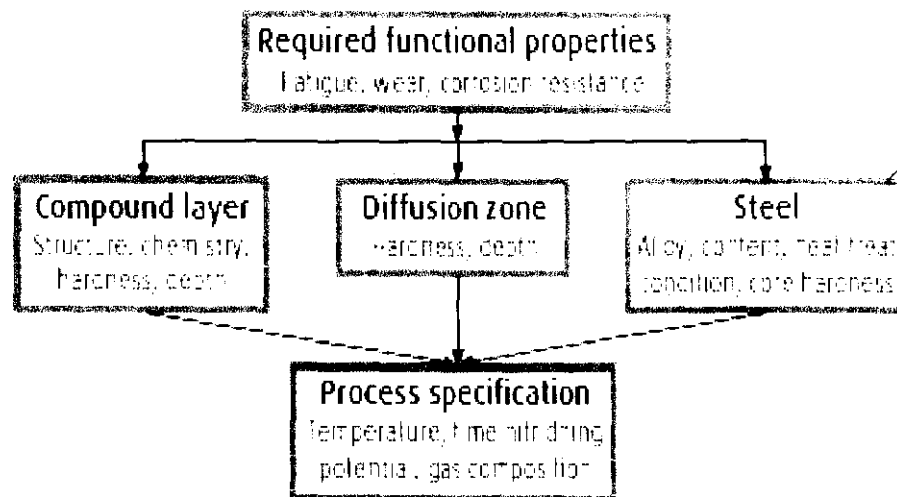 Required functional properties
Fatigue, wear, corrosion resistance
Compound layer
Structure, chemistry,
hardness, depth
Diffusion zone
Hardness, depth
Steel
Alloy, content, heat treat
condition, core hardness
Process specification
Temperature, time nitriding
potential, gas composition